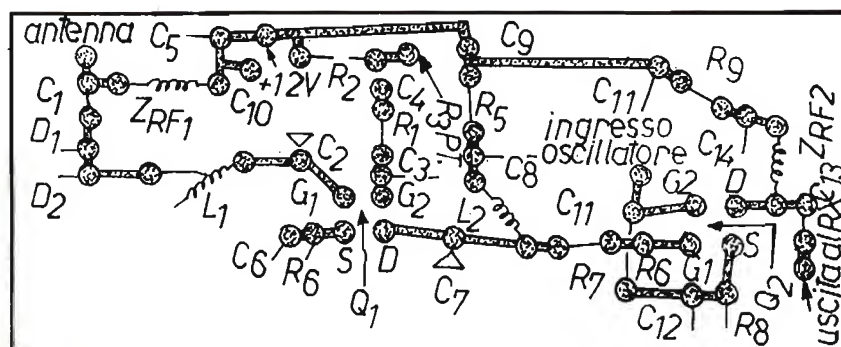 antenna
C5
C9
+12V
R2
C4
R3
P1
R5
C11
R9
C1
ZRF1
C10
R1
ingresso
oscillatore
C14
ZRF2
D1
C2
C3
C8
C13
D2
L1
G1
G2
L2
C11
G2
D
uscita al RX
C6
R6
S
D
R7
R6
G1
S
Q2
Q1
C7
C12
R8